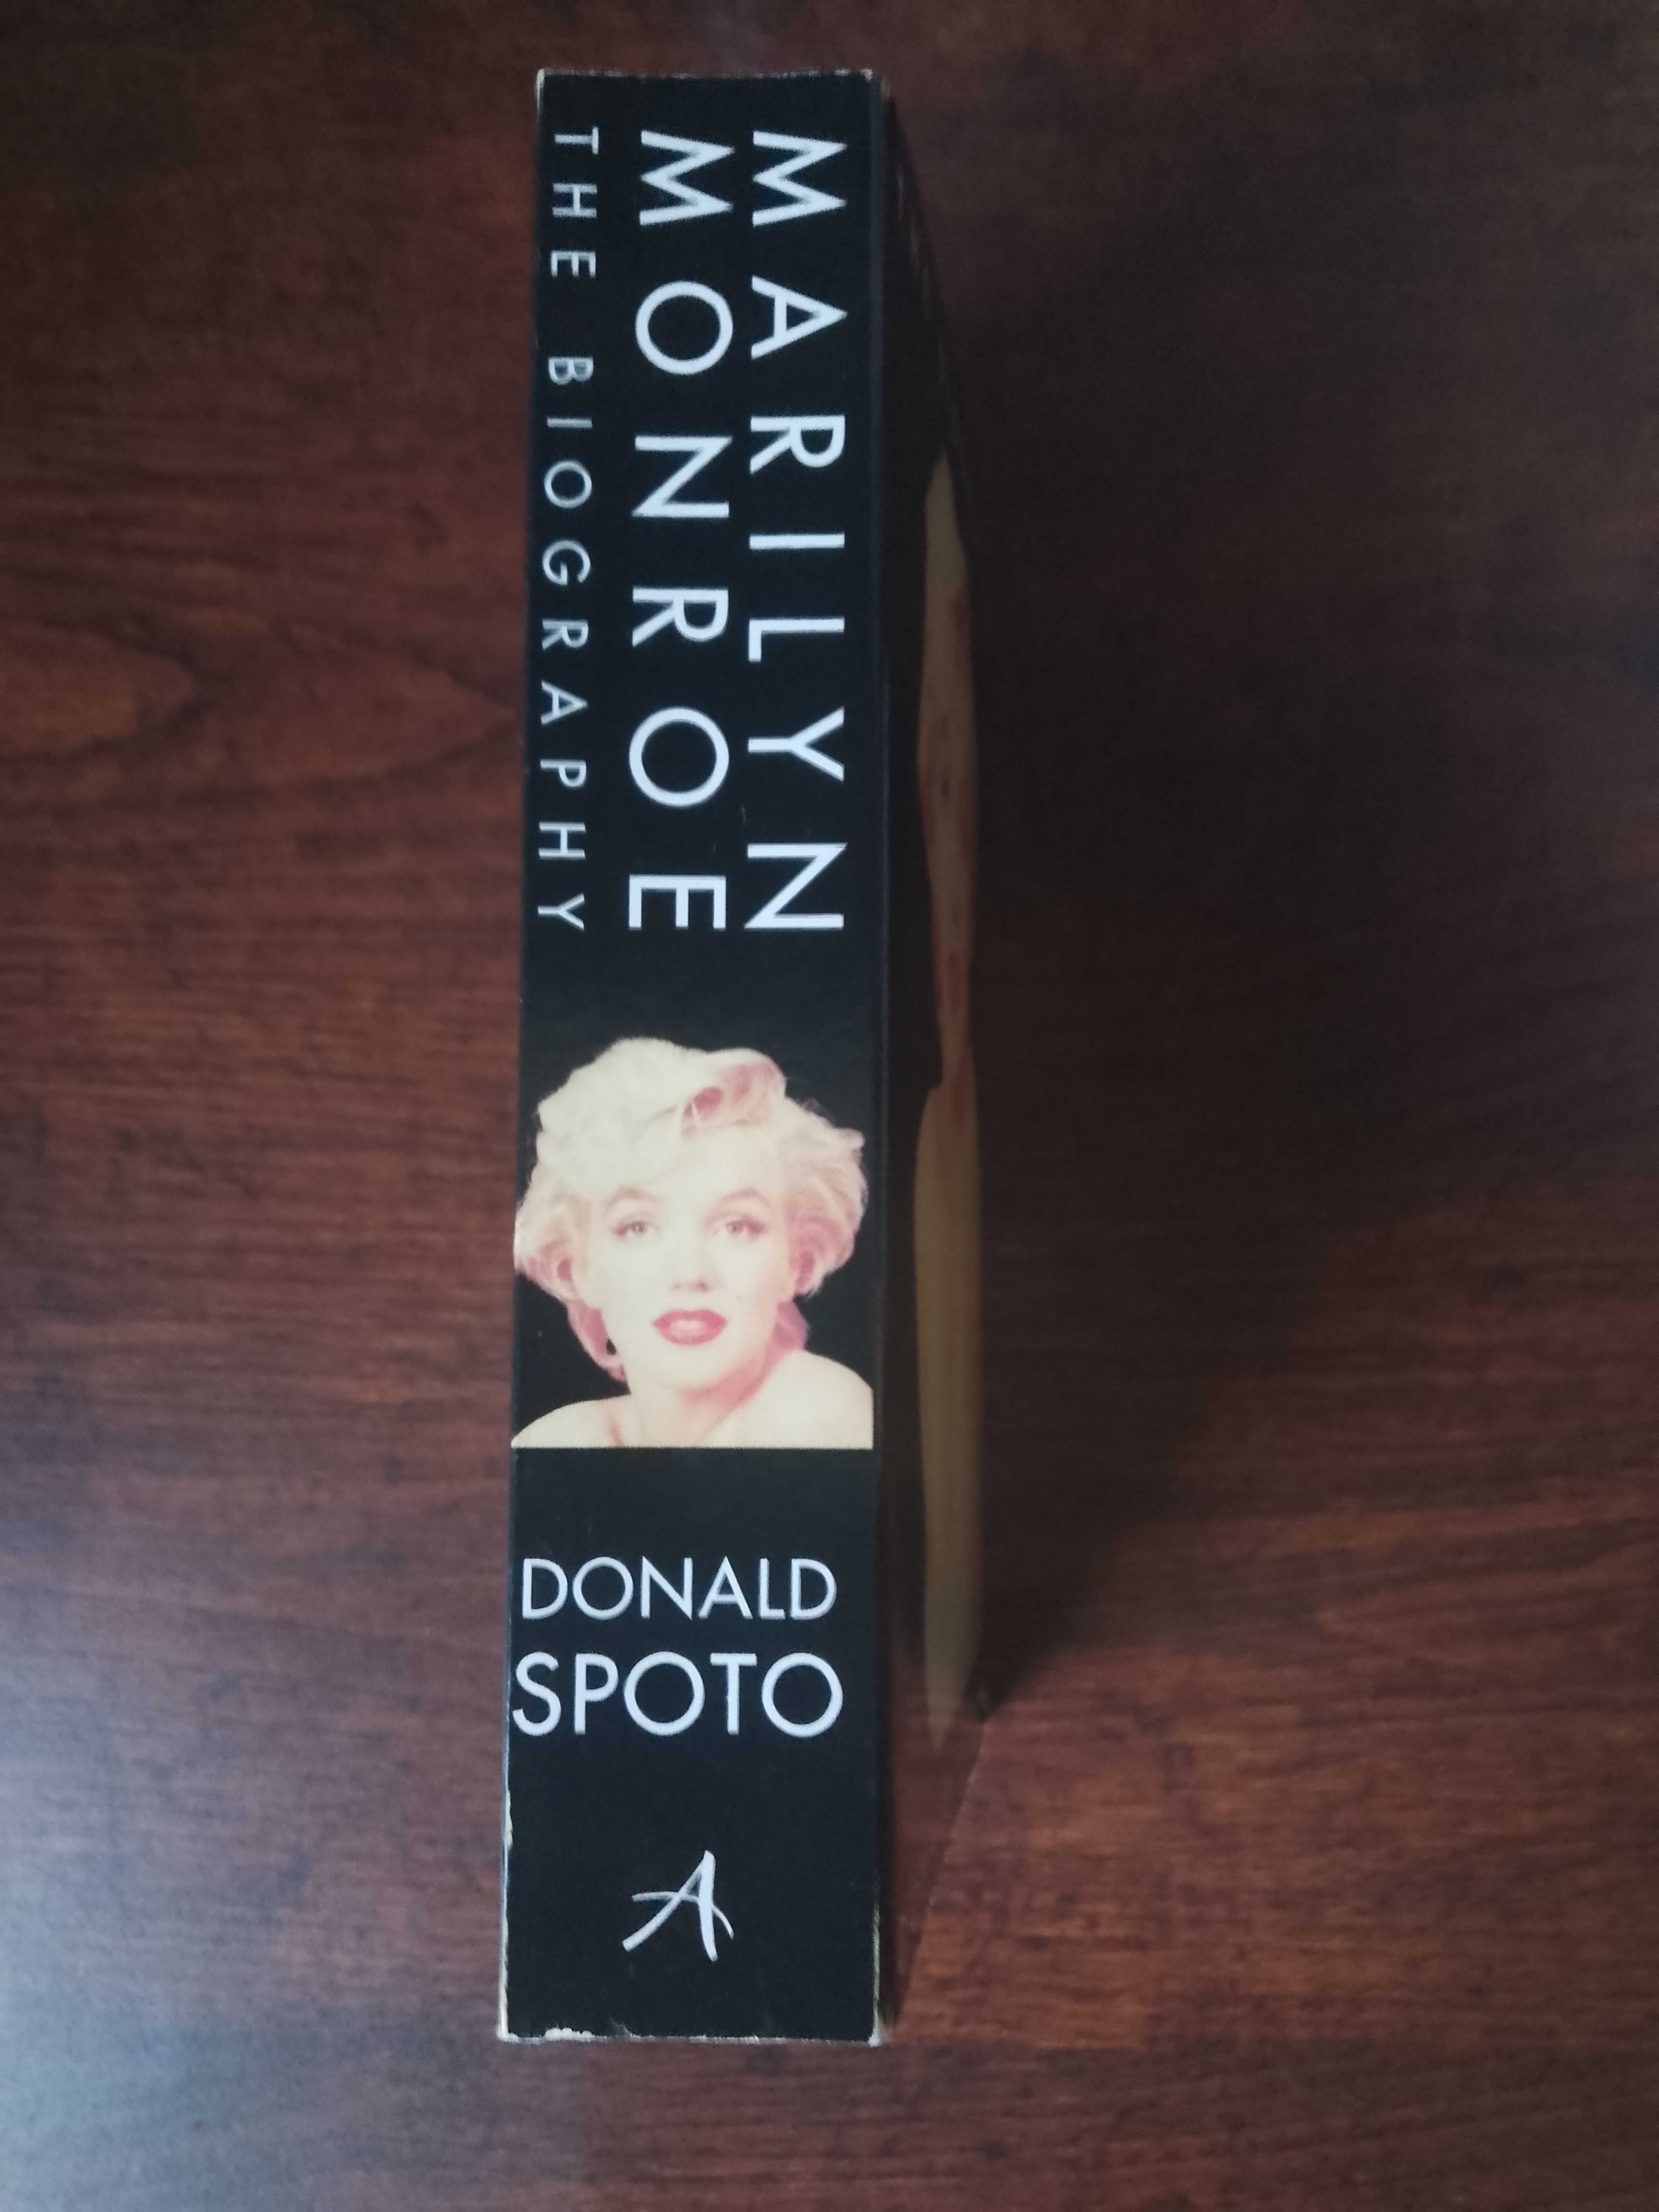 MARILYN
MONROE
THE BIOGRAPHY
DONALD
SPOTO
A